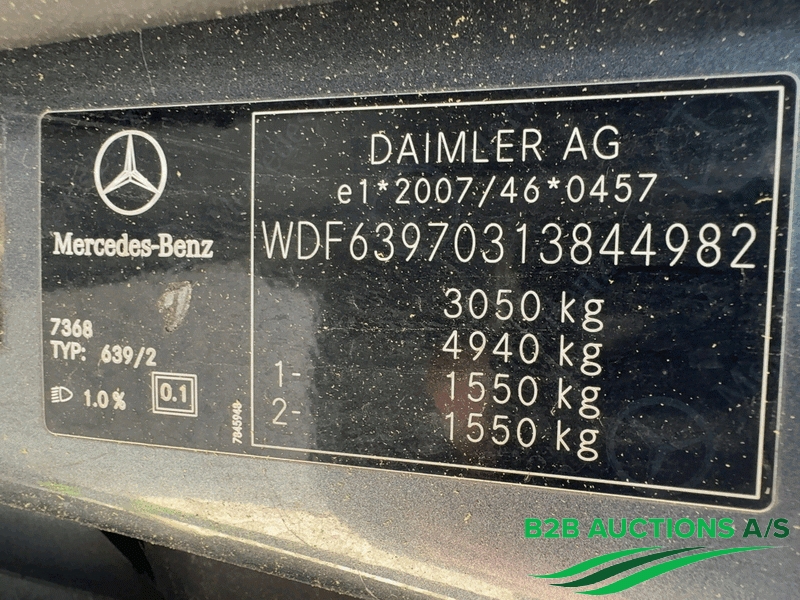 Mercedes-Benz
7368
TYP: 639/2
1.0 %
0.1
7845948
DAIMLER AG
e1*2007/46*0457
WDF63970313844982
3050 kg
4940 kg
1- 1550 kg
2- 1550 kg
B2B AUCTIONS A/S